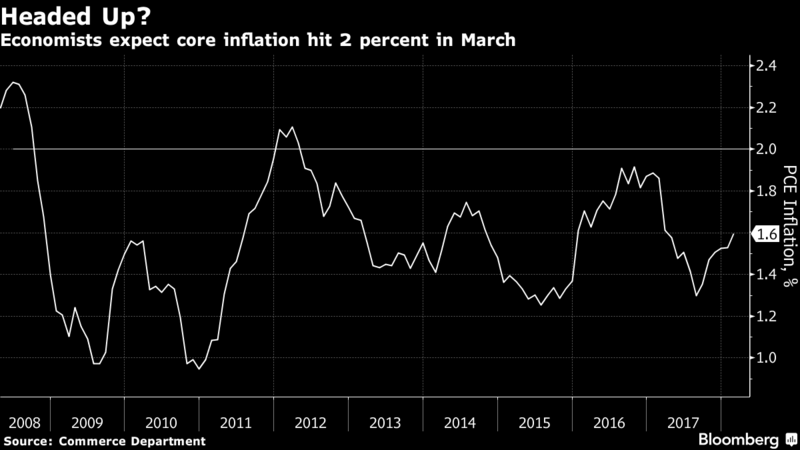 Headed Up?
Economists expect core inflation hit 2 percent in March
2.4
2.2
2.0
1.8
1.6
1.4
1.2
1.0
PCE Inflation, %
2008 2009 2010 2011 2012 2013 2014 2015 2016 2017
Source: Commerce Department
Bloomberg